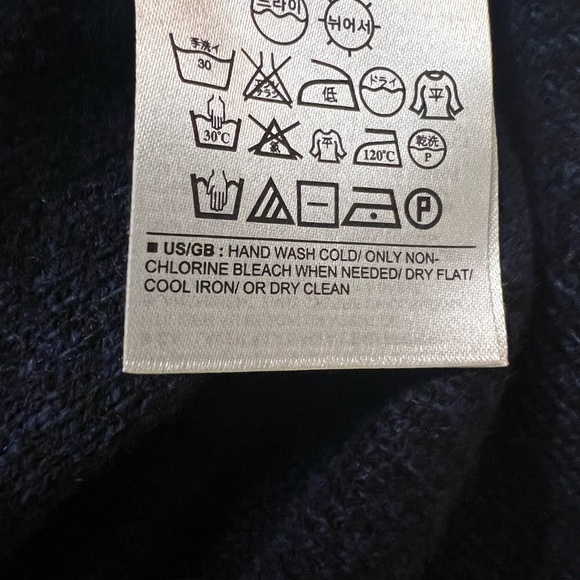 드라이
뉘어서
手洗イ
30
低
ドライ
平
30°C
氯
平
120°C
乾洗
P
P
■ US/GB : HAND WASH COLD/ ONLY NON-
CHLORINE BLEACH WHEN NEEDED/ DRY FLAT/
COOL IRON/ OR DRY CLEAN